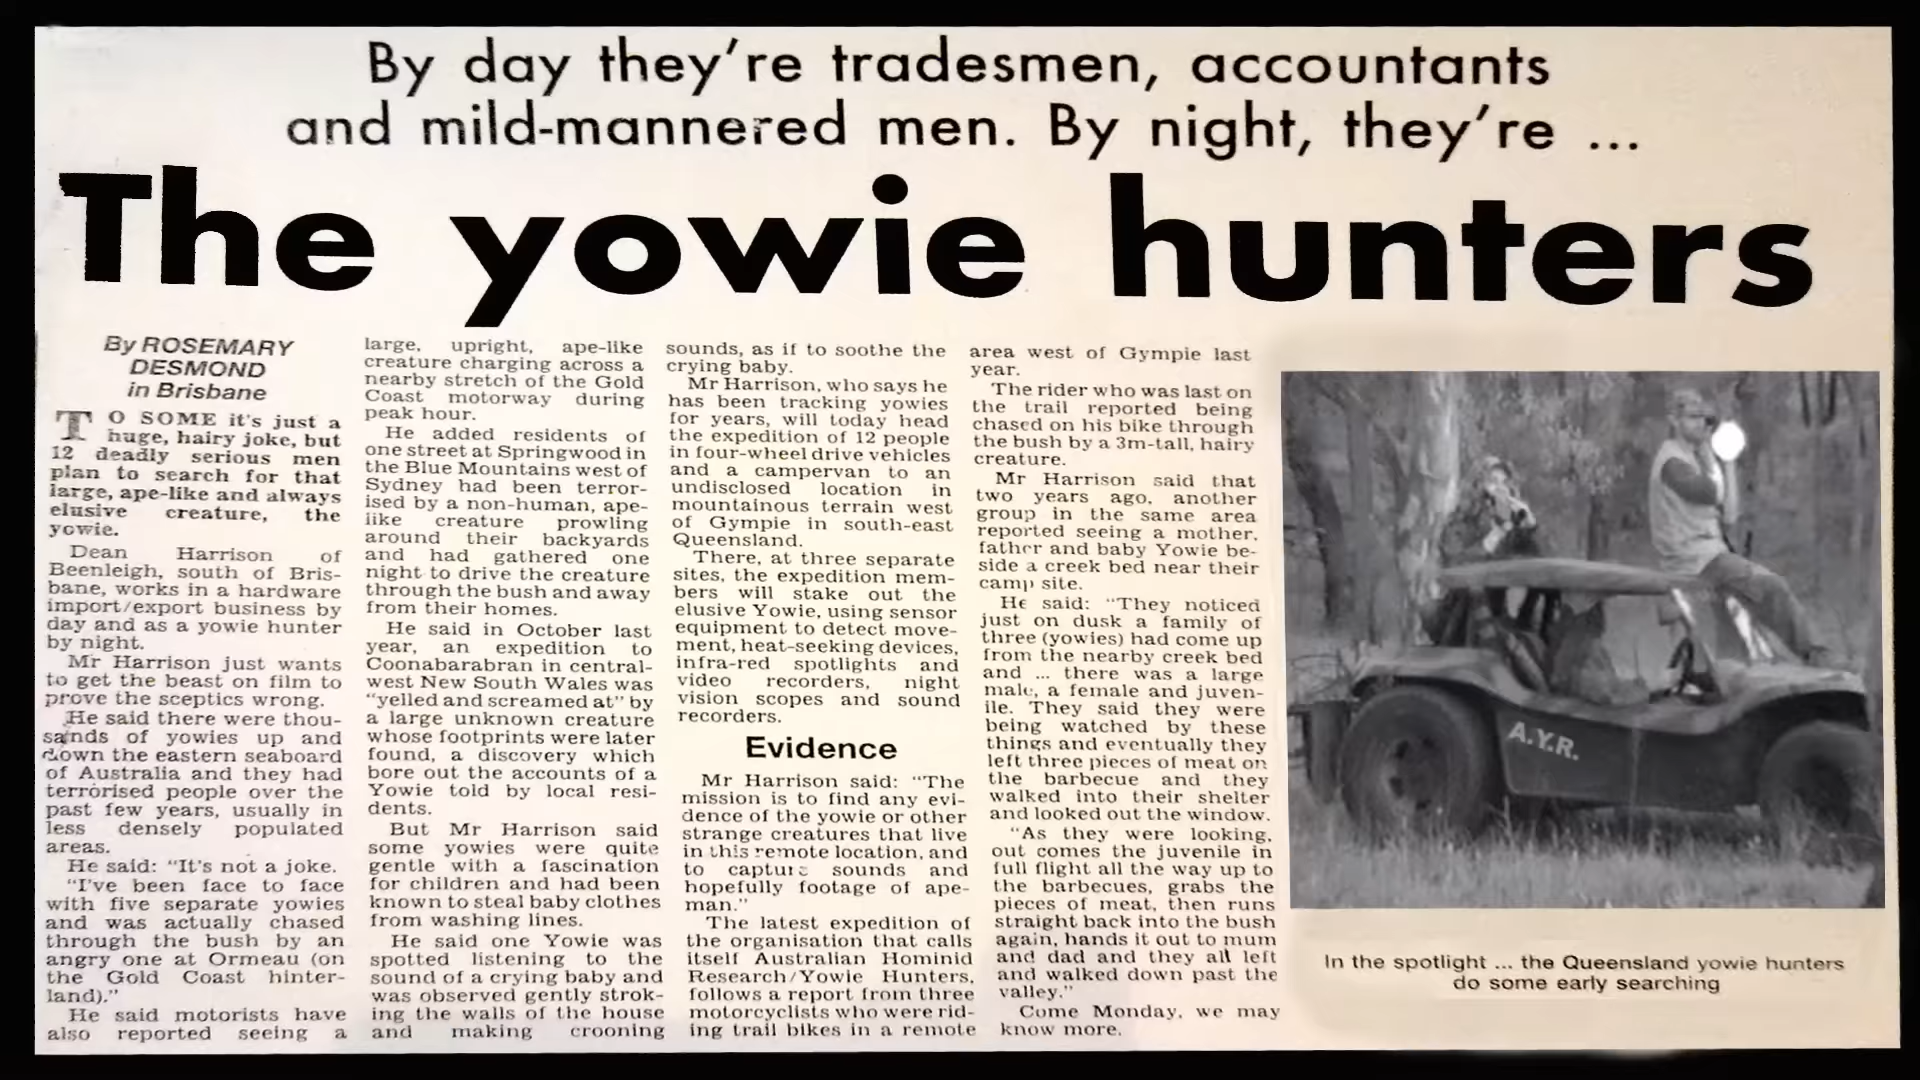 By day they're tradesmen, accountants
and mild-mannered men. By night, they're ...
The yowie hunters
By ROSEMARY
DESMOND
in Brisbane
TO SOME it's just a
huge, hairy joke, but
12 deadly serious men
plan to search for that
large, ape-like and always
elusive creature, the
yowie.
Dean Harrison of
Beenleigh, south of Bris-
bane, works in a hardware
import/export business by
day and as a yowie hunter
by night.
Mr Harrison just wants
to get the beast on film to
prove the sceptics wrong.
He said there were thou-
sands of yowies up and
down the eastern seaboard
of Australia and they had
terrorised people over the
past few years, usually in
less densely populated
areas.
He said: "It's not a joke.
"I've been face to face
with five separate yowies
and was actually chased
through the bush by an
angry one at Ormeau (on
the Gold Coast hinter-
land)."
He said motorists have
also reported seeing a
large, upright, ape-like
creature charging across a
nearby stretch of the Gold
Coast motorway during
peak hour.
He added residents of
one street at Springwood in
the Blue Mountains west of
Sydney had been terror-
ised by a non-human, ape-
like creature prowling
around their backyards
and had gathered one
night to drive the creature
through the bush and away
from their homes.
He said in October last
year, an expedition to
Coonabarabran in central-
west New South Wales was
"yelled and screamed at" by
a large unknown creature
whose footprints were later
found, a discovery which
bore out the accounts of a
Yowie told by local resi-
dents.
But Mr Harrison said
some yowies were quite
gentle with a fascination
for children and had been
known to steal baby clothes
from washing lines.
He said one Yowie was
spotted listening to the
sound of a crying baby and
was observed gently strok-
ing the walls of the house
and making crooning
sounds, as if to soothe the
crying baby.
Mr Harrison, who says he
has been tracking yowies
for years, will today head
the expedition of 12 people
in four-wheel drive vehicles
and a campervan to an
undisclosed location in
mountainous terrain west
of Gympie in south-east
Queensland.
There, at three separate
sites, the expedition mem-
bers will stake out the
elusive Yowie, using sensor
equipment to detect move-
ment, heat-seeking devices,
infra-red spotlights and
video recorders, night
vision scopes and sound
recorders.
Evidence
Mr Harrison said: "The
mission is to find any evi-
dence of the yowie or other
strange creatures that live
in this remote location, and
to capture sounds and
hopefully footage of ape-
man."
The latest expedition of
the organisation that calls
itself Australian Hominid
Research/Yowie Hunters,
follows a report from three
motorcyclists who were rid-
ing trail bikes in a remote
area west of Gympie last
year.
The rider who was last on
the trail reported being
chased on his bike through
the bush by a 3m-tall, hairy
creature.
Mr Harrison said that
two years ago, another
group in the same area
reported seeing a mother,
father and baby Yowie be-
side a creek bed near their
camp site.
He said: "They noticed
just on dusk a family of
three (yowies) had come up
from the nearby creek bed
and ... there was a large
male, a female and juven-
ile. They said they were
being watched by these
things and eventually they
left three pieces of meat on
the barbecue and they
walked into their shelter
and looked out the window.
"As they were looking,
out comes the juvenile in
full flight all the way up to
the barbecues, grabs the
pieces of meat, then runs
straight back into the bush
again, hands it out to mum
and dad and they all left
and walked down past the
valley."
Come Monday, we may
know more.
A.Y.R.
In the spotlight ... the Queensland yowie hunters
do some early searching